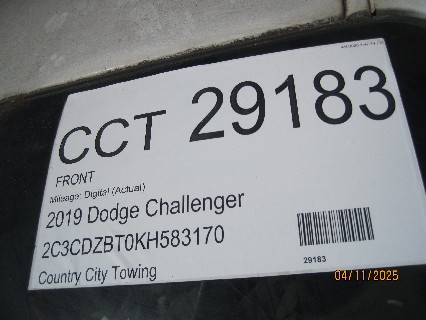 CCT 29183
FRONT
Mileage: Digital (Actual)
2019 Dodge Challenger
2C3CDZBT0KH583170
Country City Towing
29183
04/11/2025